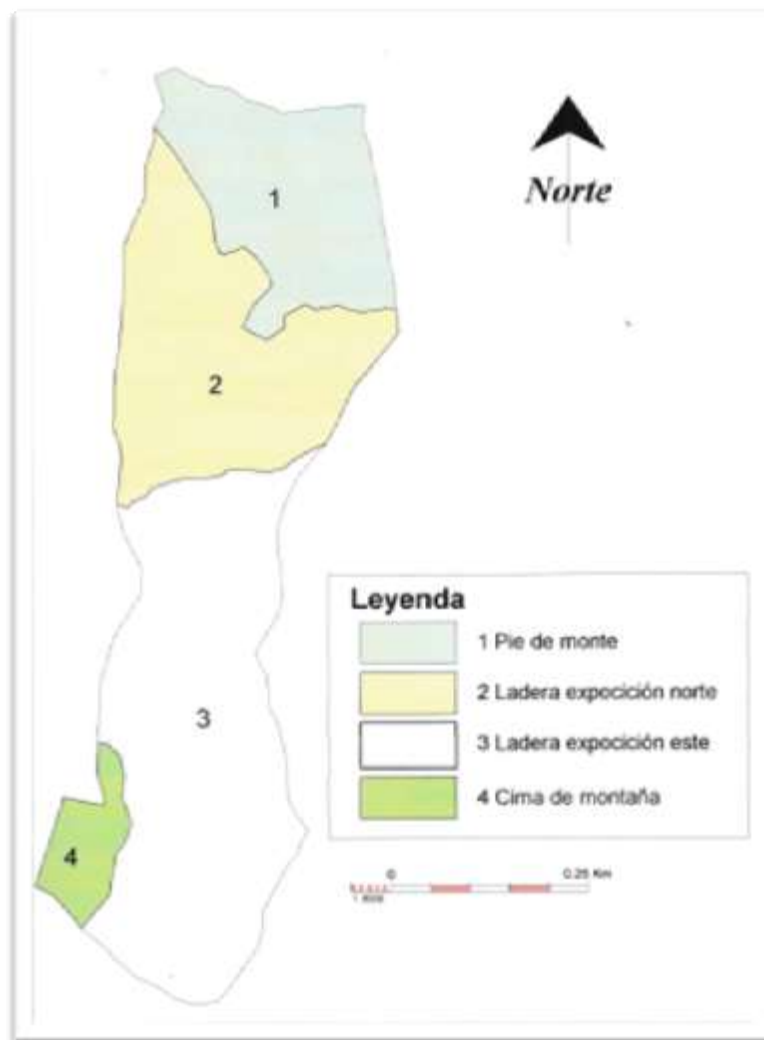 1
Norte
2
Leyenda
1 Pie de monte
2 Ladera expocición norte
3
3 Ladera expocición este
4 Cima de montaña
4
0
0.25 Km